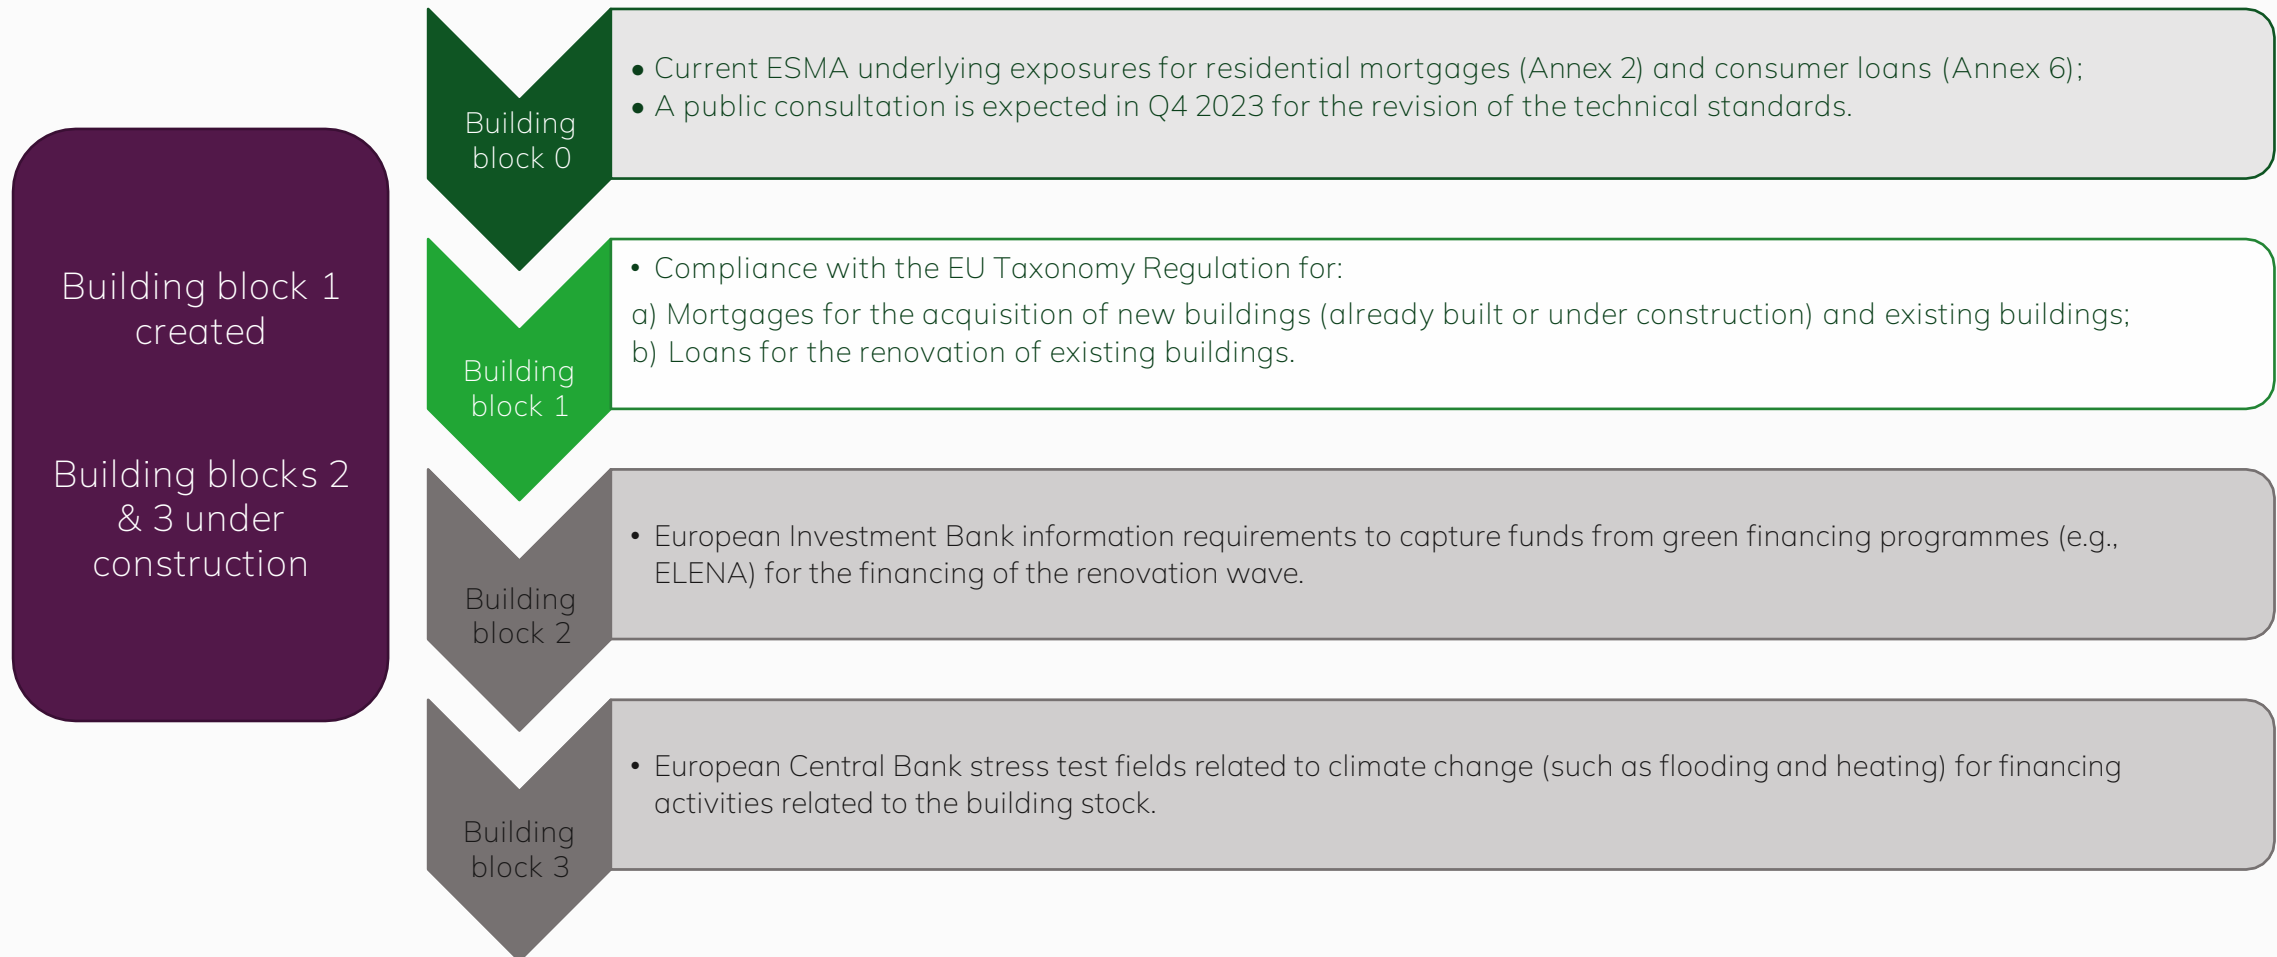 Building block 1
created
Building blocks 2
& 3 under
construction
Building
block 0
• Current ESMA underlying exposures for residential mortgages (Annex 2) and consumer loans (Annex 6);
• A public consultation is expected in Q4 2023 for the revision of the technical standards.
Building
block 1
• Compliance with the EU Taxonomy Regulation for:
a) Mortgages for the acquisition of new buildings (already built or under construction) and existing buildings;
b) Loans for the renovation of existing buildings.
Building
block 2
• European Investment Bank information requirements to capture funds from green financing programmes (e.g.,
ELENA) for the financing of the renovation wave.
Building
block 3
• European Central Bank stress test fields related to climate change (such as flooding and heating) for financing
activities related to the building stock.